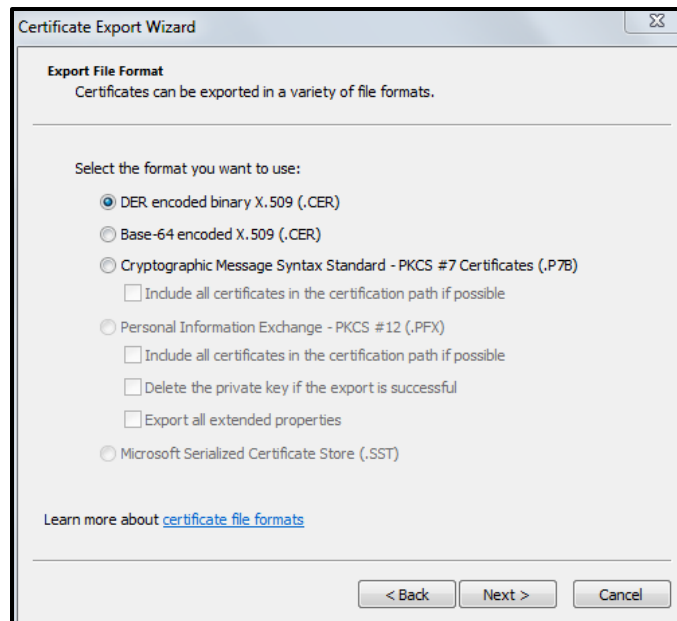 Certificate Export Wizard
Export File Format
Certificates can be exported in a variety of file formats.
Select the format you want to use:
DER encoded binary X.509 (.CER)
Base-64 encoded X.509 (.CER)
Cryptographic Message Syntax Standard - PKCS #7 Certificates (.P7B)
Include all certificates in the certification path if possible
Personal Information Exchange - PKCS #12 (.PFX)
Include all certificates in the certification path if possible
Delete the private key if the export is successful
Export all extended properties
Microsoft Serialized Certificate Store (.SST)
Learn more about certificate file formats
< Back Next > Cancel